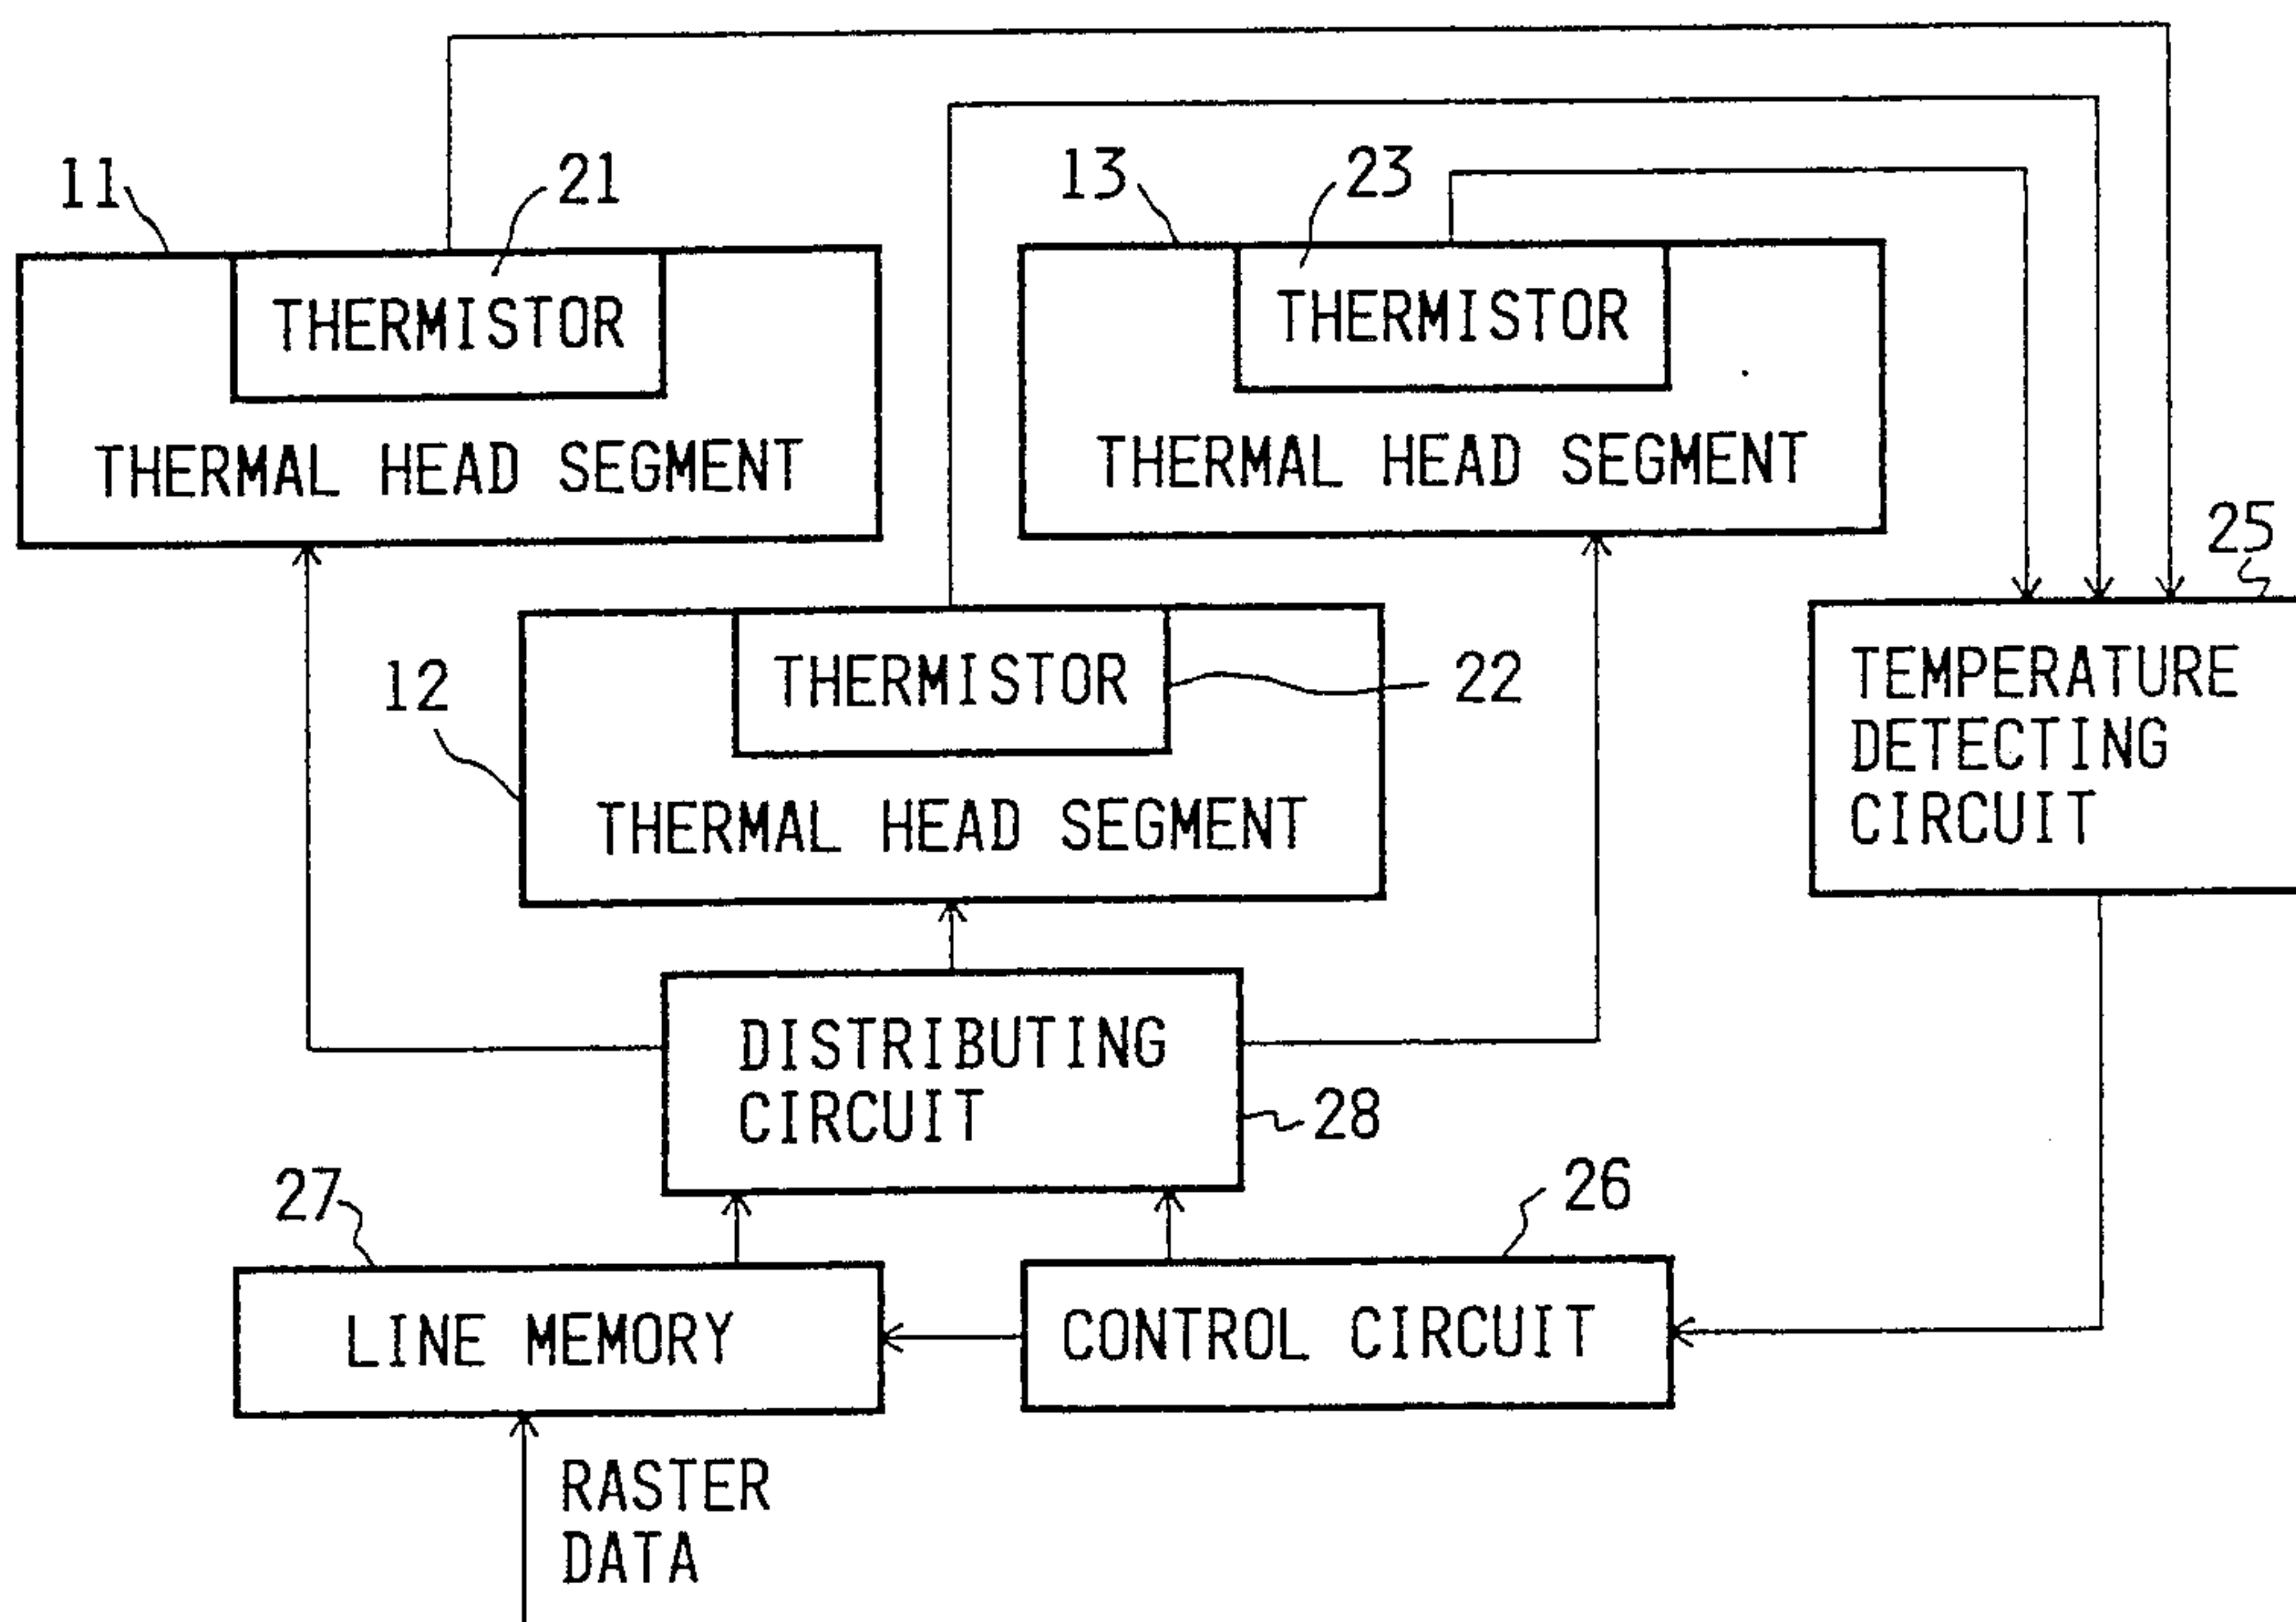 11
21
13
23
THERMISTOR
THERMISTOR
THERMAL HEAD SEGMENT
THERMAL HEAD SEGMENT
25
12
THERMISTOR
22
TEMPERATURE
DETECTING
CIRCUIT
THERMAL HEAD SEGMENT
DISTRIBUTING
CIRCUIT
28
27
26
LINE MEMORY
CONTROL CIRCUIT
RASTER
DATA